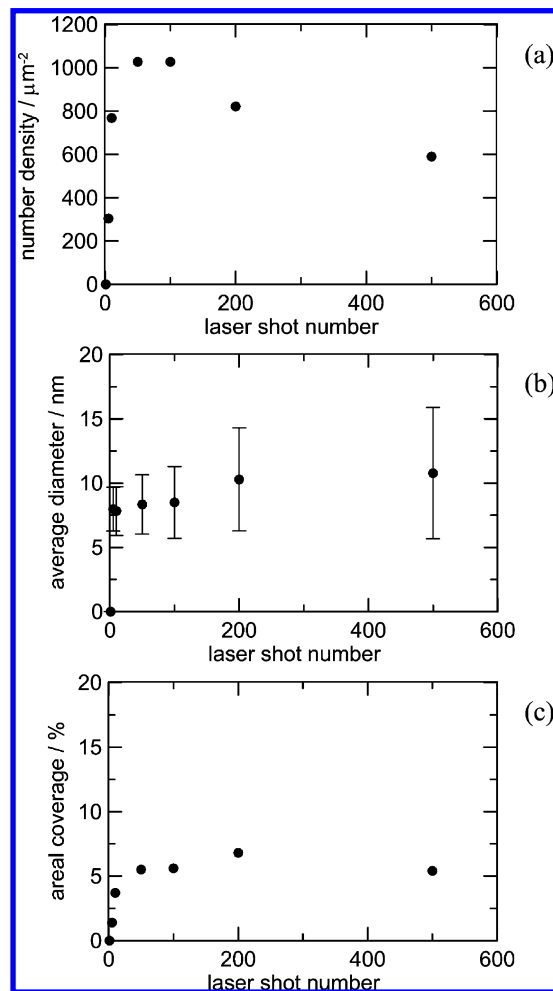 1200
1000
800
600
400
200
0
number density / μm⁻²
(a)
0 200 400 600
laser shot number
20
15
10
5
0
average diameter / nm
(b)
0 200 400 600
laser shot number
20
15
10
5
0
areal coverage / %
(c)
0 200 400 600
laser shot number